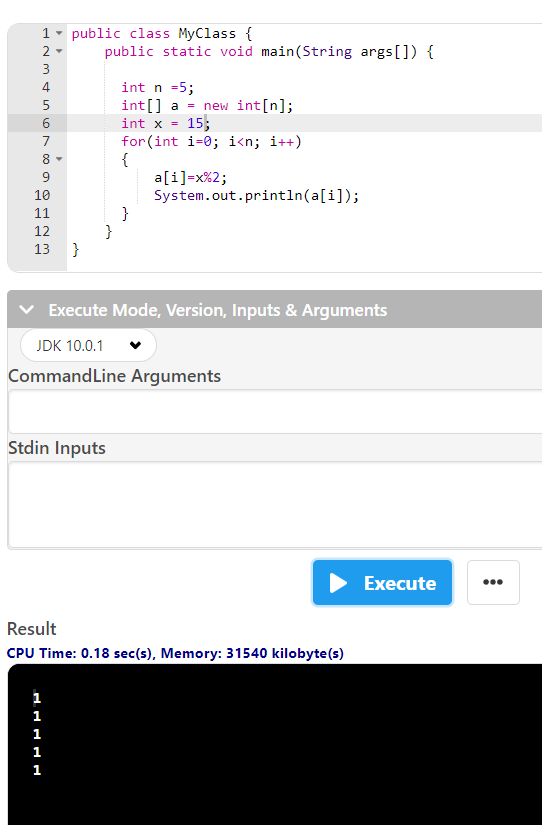 1 public class MyClass {
2 public static void main(String args[]) {
3
4 int n =5;
5 int[] a = new int[n];
6 int x = 15;
7 for(int i=0; i<n; i++)
8 {
9 a[i]=x%2;
10 System.out.println(a[i]);
11 }
12 }
13 }
Execute Mode, Version, Inputs & Arguments
JDK 10.0.1
CommandLine Arguments
Stdin Inputs
Execute
•••
Result
CPU Time: 0.18 sec(s), Memory: 31540 kilobyte(s)
1
1
1
1
1